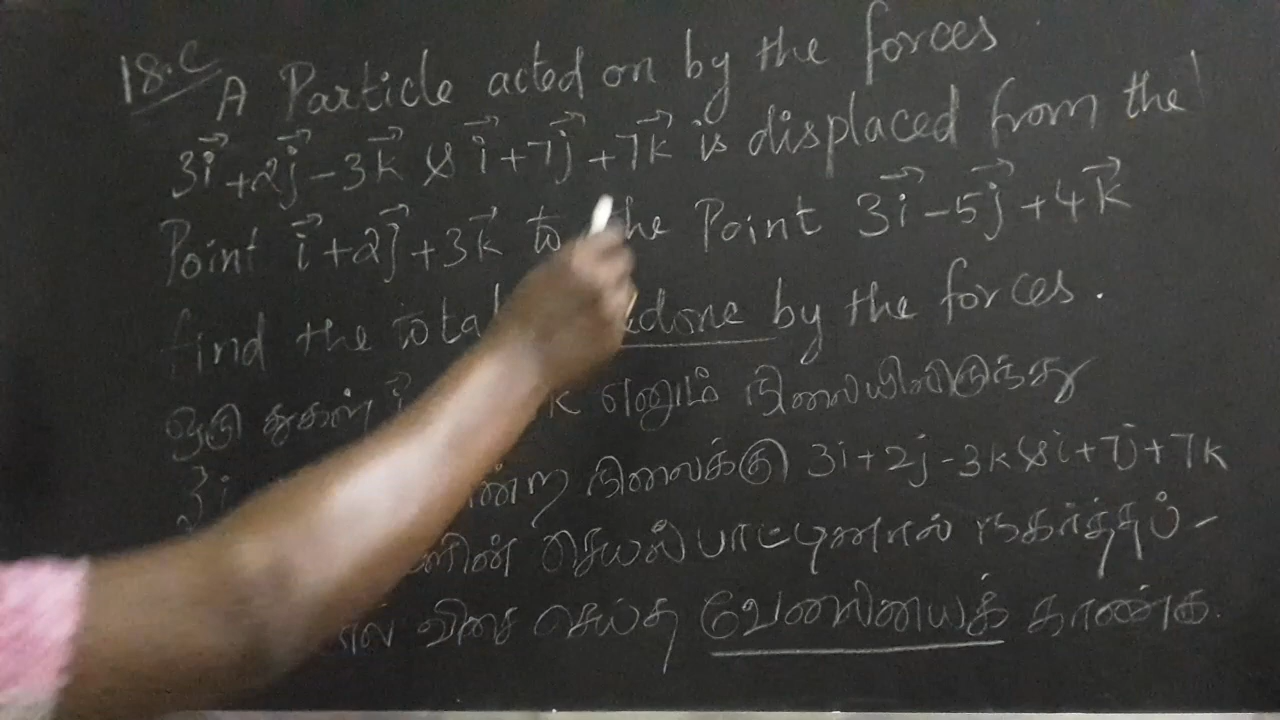 18.c A Particle acted on by the forces
3i⃗+2j⃗-3k⃗ & i⃗+7j⃗+7k⃗ is displaced from the
Point i⃗+2j⃗+3k⃗ to the Point 3i⃗-5j⃗+4k⃗
find the total done by the forces.
ஒரு துகள் i⃗ k எனும் நிலையிலிருந்து
3i நிலைக்கு 3i+2j-3k & i+7j+7k
செயல்பாட்டினால் நகர்த்தப்-
விசை செய்த வேலையைக் காண்க.